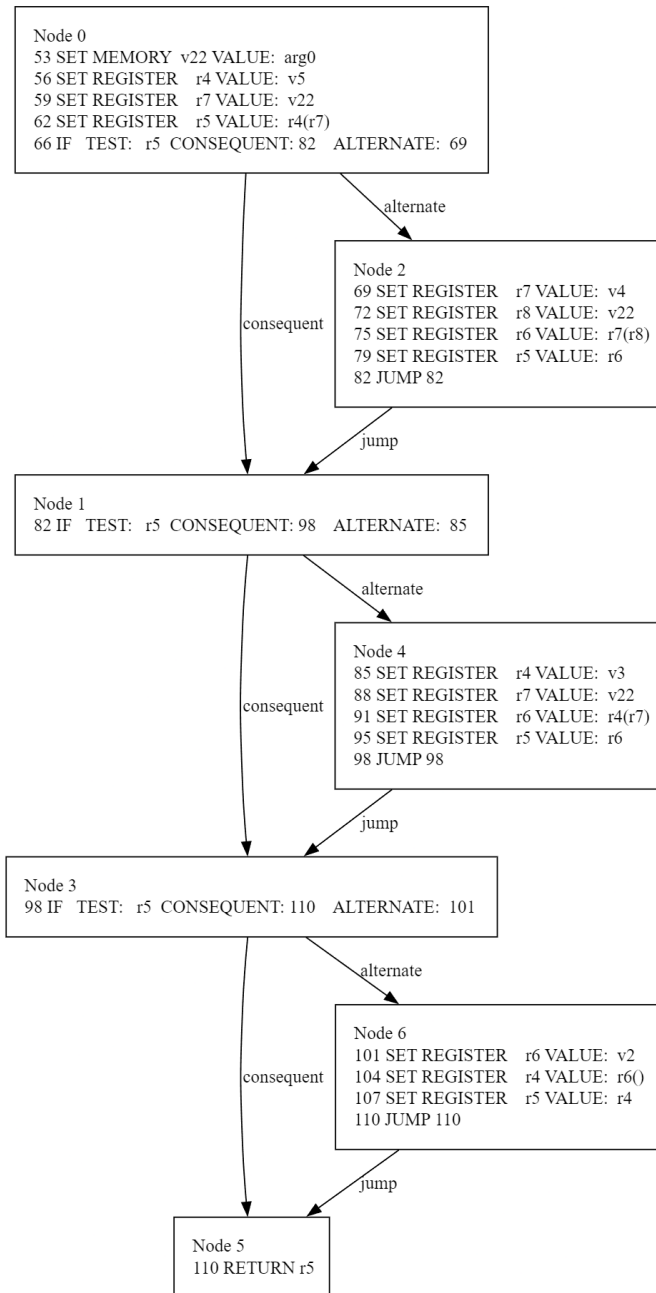 Node 0
53 SET MEMORY v22 VALUE: arg0
56 SET REGISTER r4 VALUE: v5
59 SET REGISTER r7 VALUE: v22
62 SET REGISTER r5 VALUE: r4(r7)
66 IF TEST: r5 CONSEQUENT: 82 ALTERNATE: 69
alternate
Node 2
69 SET REGISTER r7 VALUE: v4
72 SET REGISTER r8 VALUE: v22
75 SET REGISTER r6 VALUE: r7(r8)
79 SET REGISTER r5 VALUE: r6
82 JUMP 82
consequent
jump
Node 1
82 IF TEST: r5 CONSEQUENT: 98 ALTERNATE: 85
alternate
Node 4
85 SET REGISTER r4 VALUE: v3
88 SET REGISTER r7 VALUE: v22
91 SET REGISTER r6 VALUE: r4(r7)
95 SET REGISTER r5 VALUE: r6
98 JUMP 98
consequent
jump
Node 3
98 IF TEST: r5 CONSEQUENT: 110 ALTERNATE: 101
alternate
Node 6
101 SET REGISTER r6 VALUE: v2
104 SET REGISTER r4 VALUE: r6()
107 SET REGISTER r5 VALUE: r4
110 JUMP 110
consequent
jump
Node 5
110 RETURN r5